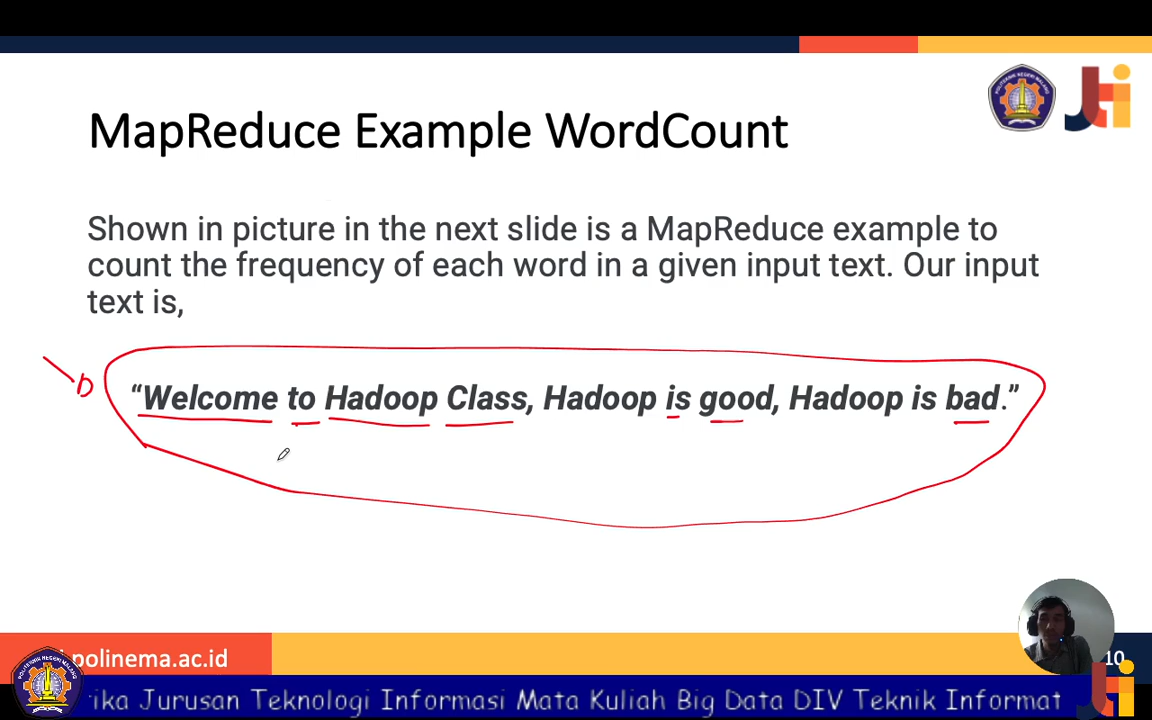 MapReduce Example WordCount
Shown in picture in the next slide is a MapReduce example to
count the frequency of each word in a given input text. Our input
text is,
“Welcome to Hadoop Class, Hadoop is good, Hadoop is bad.”
polinema.ac.id
10
rika Jurusan Teknologi Informasi Mata Kuliah Big Data DIV Teknik Informat